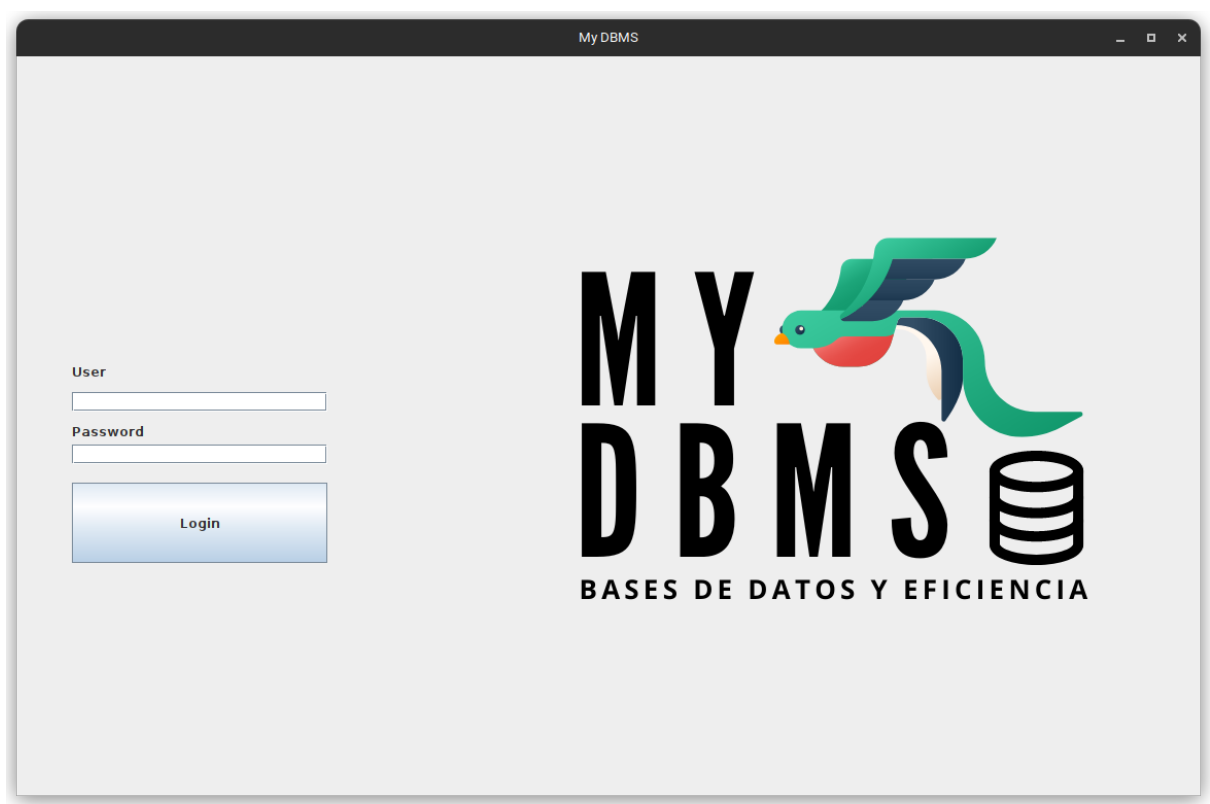 My DBMS
User
Password
Login
MY
DBMS
BASES DE DATOS Y EFICIENCIA